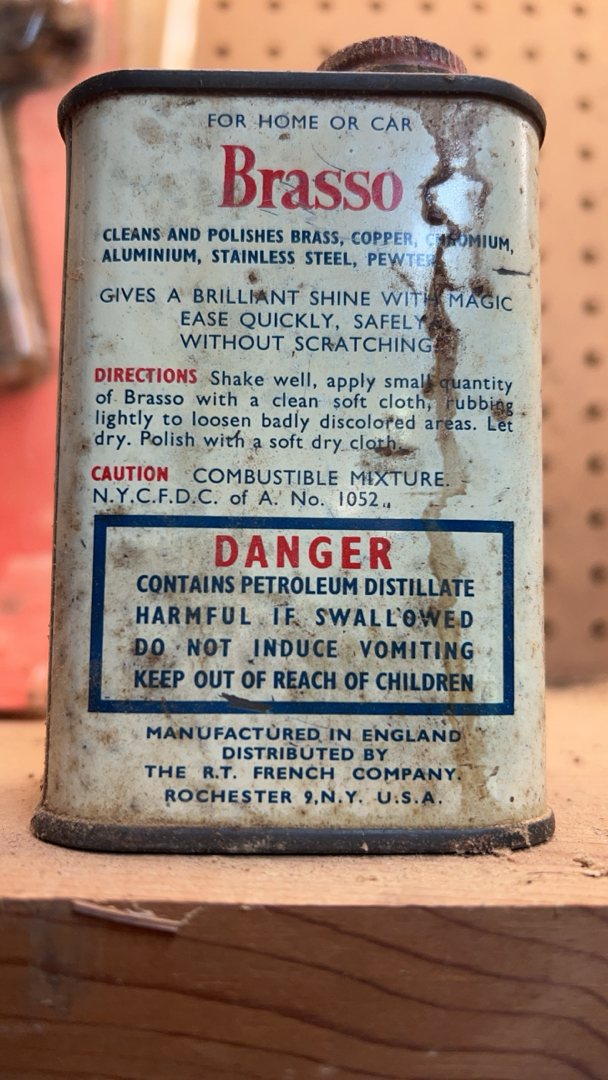 FOR HOME OR CAR
Brasso
CLEANS AND POLISHES BRASS, COPPER, CHROMIUM,
ALUMINIUM, STAINLESS STEEL, PEWTER
GIVES A BRILLIANT SHINE WITH MAGIC
EASE QUICKLY, SAFELY
WITHOUT SCRATCHING
DIRECTIONS Shake well, apply small quantity
of Brasso with a clean soft cloth, rubbing
lightly to loosen badly discolored areas. Let
dry. Polish with a soft dry cloth.
CAUTION COMBUSTIBLE MIXTURE.
N.Y.C.F.D.C. of A. No. 1052
DANGER
CONTAINS PETROLEUM DISTILLATE
HARMFUL IF SWALLOWED
DO NOT INDUCE VOMITING
KEEP OUT OF REACH OF CHILDREN
MANUFACTURED IN ENGLAND
DISTRIBUTED BY
THE R.T. FRENCH COMPANY.
ROCHESTER 9,N.Y. U.S.A.